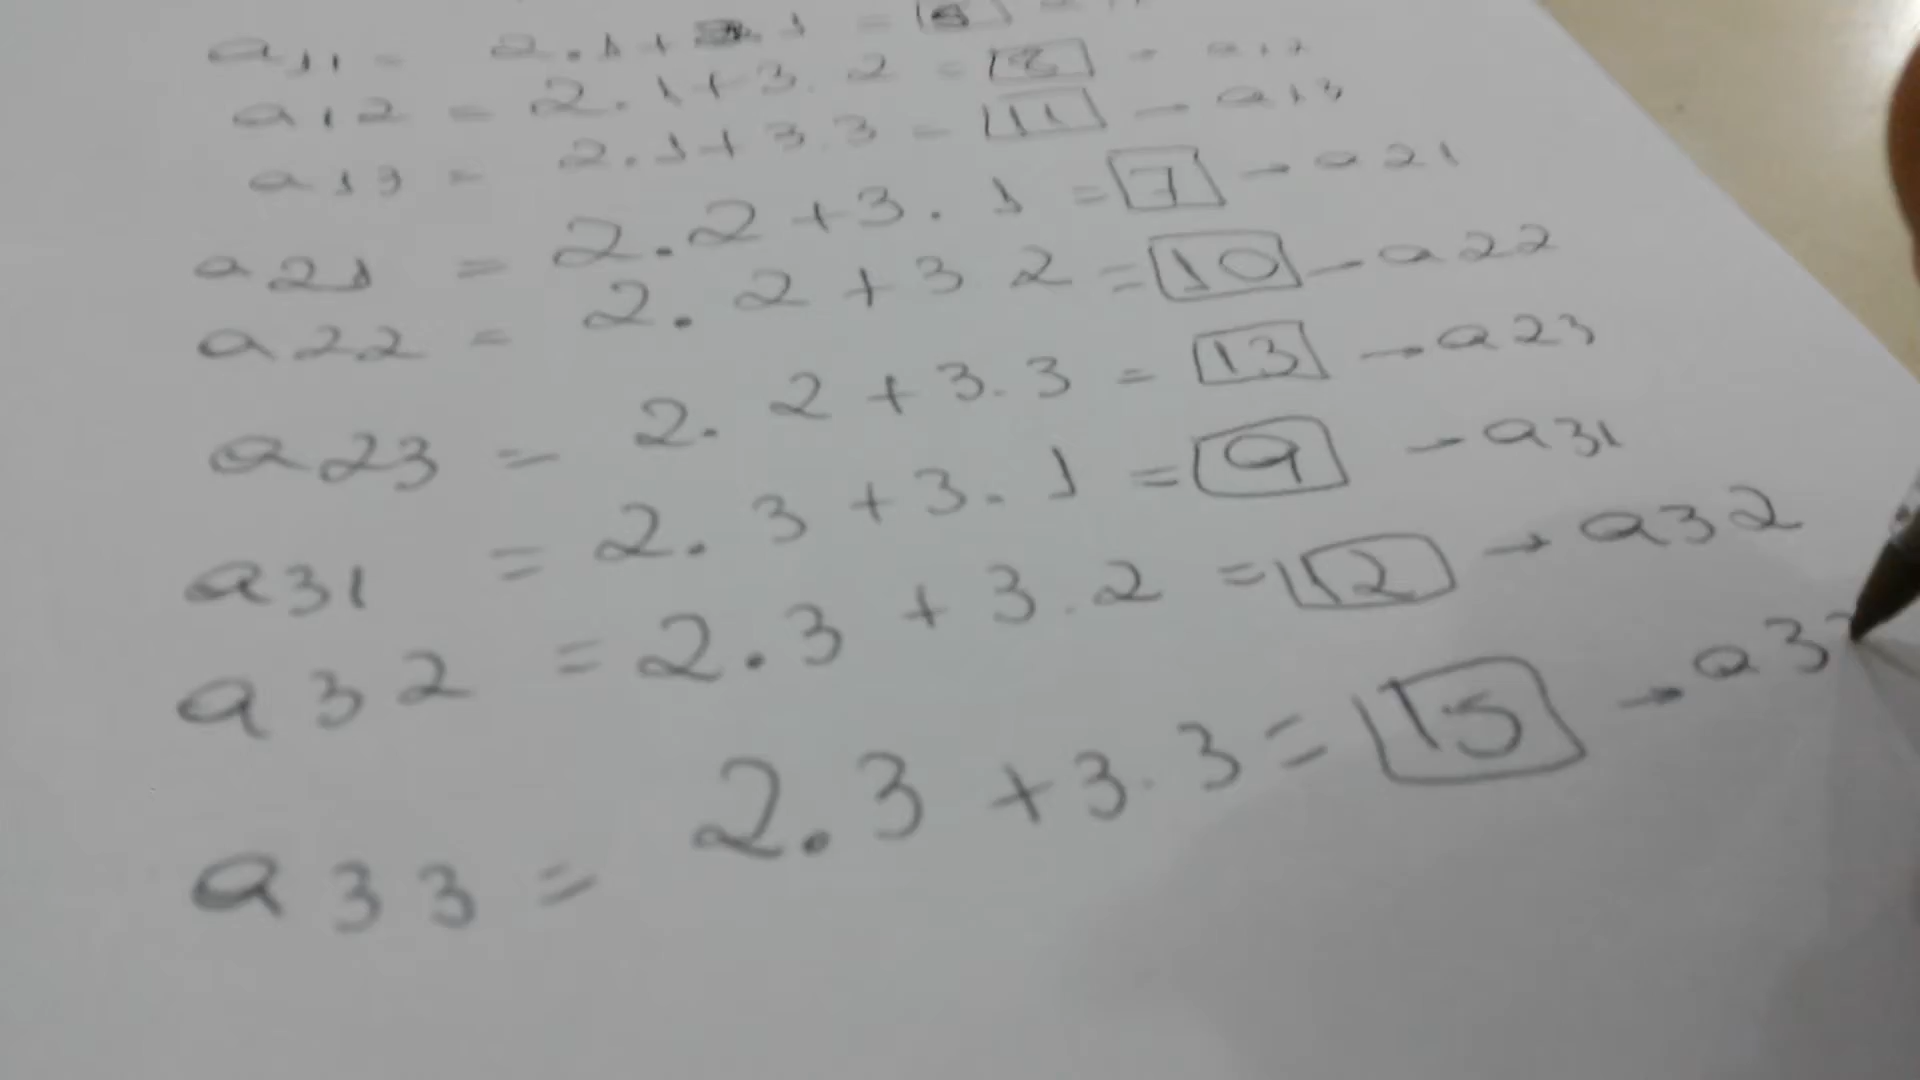 a11 = 2.1+3.1 = 5
a12 = 2.1+3.2 = 8 - a12
a13 = 2.1+3.3 = 11 - a13
a21 = 2.2+3.1 = 7 - a21
a22 = 2.2+3 2 = 10 - a22
a23 = 2.2+3.3 = 13 → a23
a31 = 2.3+3.1 = 9 - a31
a32 = 2.3+3.2 = 12 → a32
a33 = 2.3+3.3 = 15 → a3